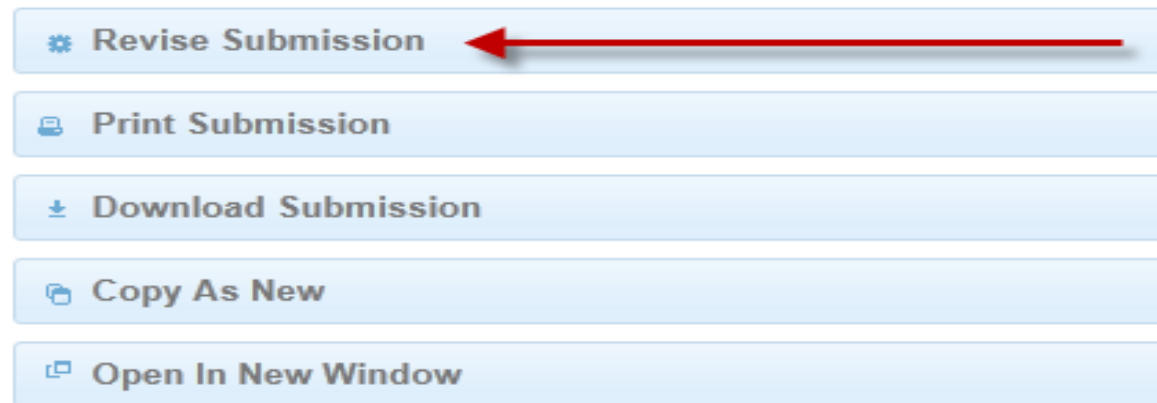 Revise Submission
Print Submission
Download Submission
Copy As New
Open In New Window